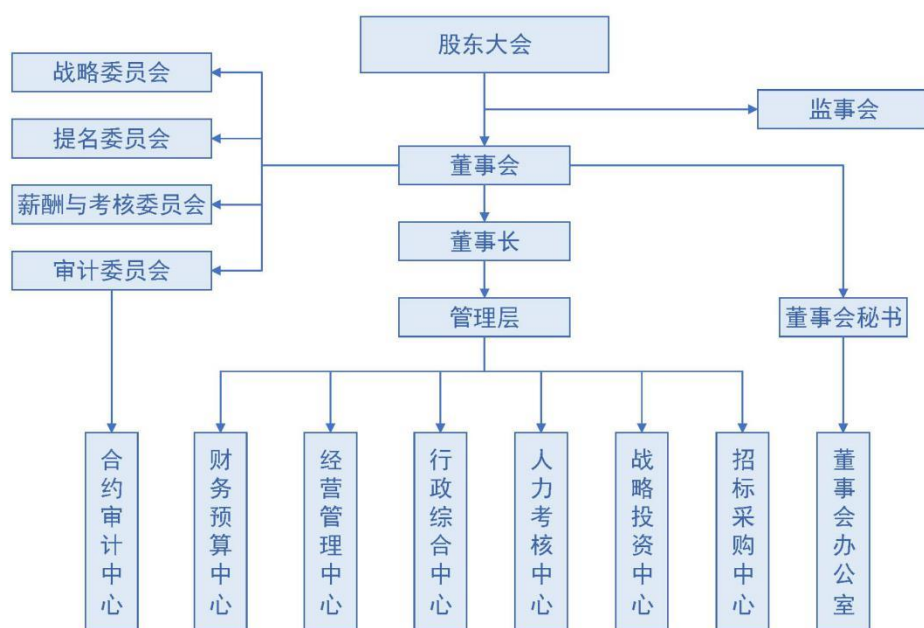 股东大会
战略委员会
监事会
提名委员会
董事会
薪酬与考核委员会
董事长
审计委员会
管理层
董事会秘书
合约审计中心
财务预算中心
经营管理中心
行政综合中心
人力考核中心
战略投资中心
招标采购中心
董事会办公室